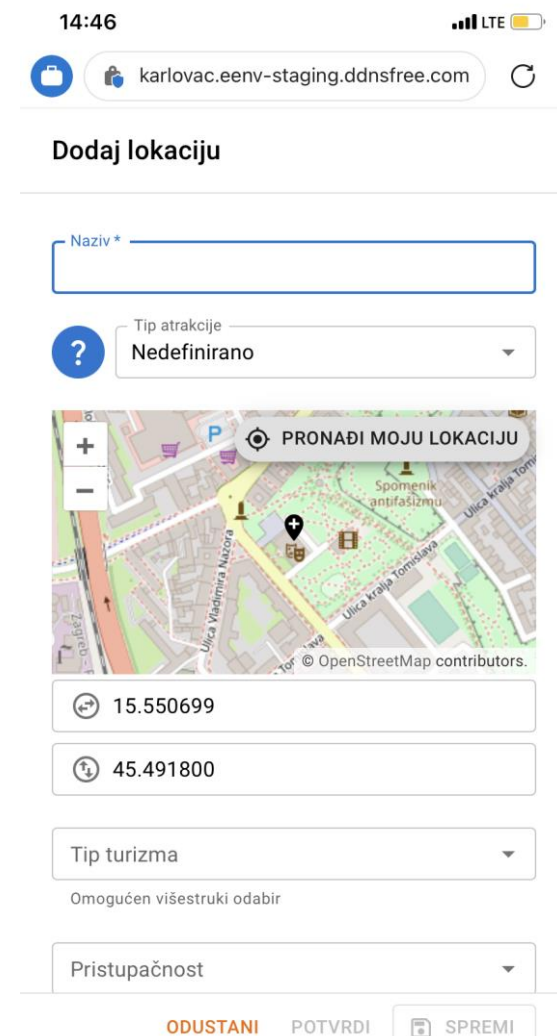 14:46
LTE
karlovac.eenv-staging.ddnsfree.com
Dodaj lokaciju
Naziv *
?
Tip atrakcije
Nedefinirano
+
−
P
PRONAĐI MOJU LOKACIJU
Spomenik
antifašizmu
Ulica kralja Tomi
Ulica Vladimira Nazora
Ulica kralja Tomislava
Zagreb
© OpenStreetMap contributors.
15.550699
45.491800
Tip turizma
Omogućen višestruki odabir
Pristupačnost
ODUSTANI POTVRDI SPREMI